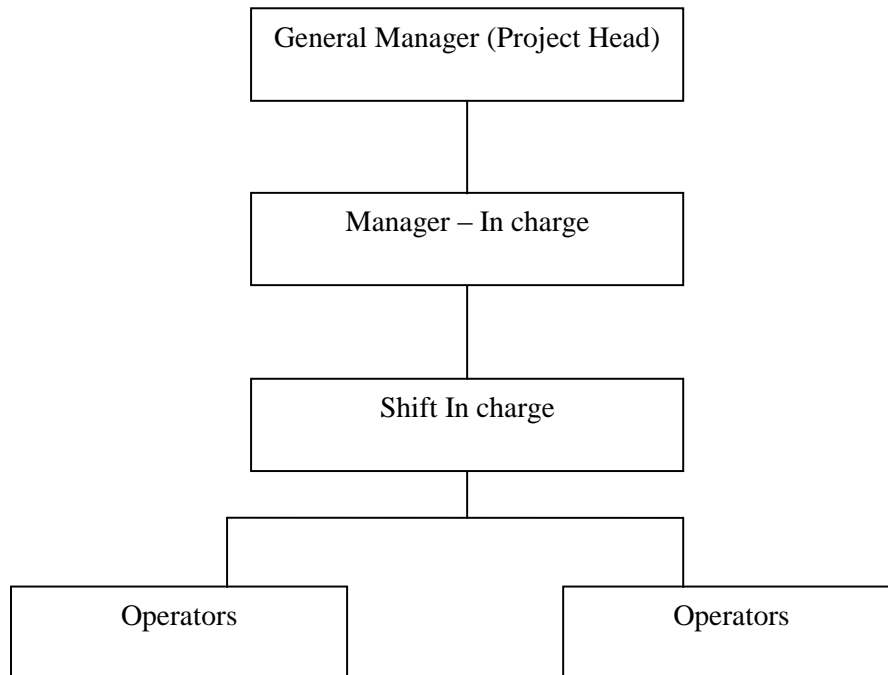 General Manager (Project Head)
Manager – In charge
Shift In charge
Operators
Operators